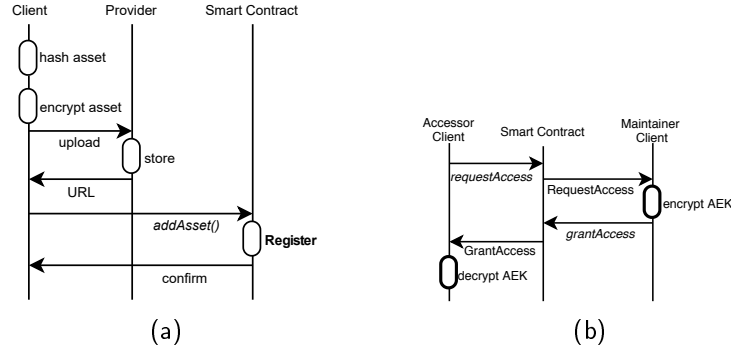 Client
Provider
Smart Contract
hash asset
encrypt asset
upload
store
URL
addAsset()
Register
confirm
(a)
Accessor
Client
Smart Contract
Maintainer
Client
requestAccess
RequestAccess
encrypt AEK
grantAccess
GrantAccess
decrypt AEK
(b)